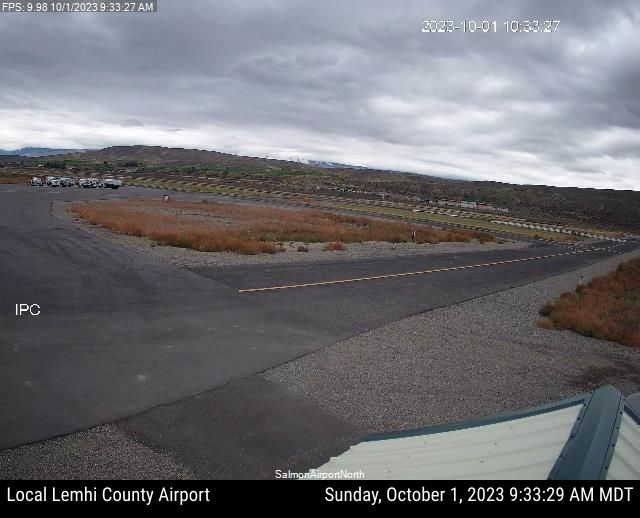 FPS: 9.98 10/1/2023 9:33:27 AM
2023-10-01 10:33:27
IPC
SalmonAirportNorth
Local Lemhi County Airport Sunday, October 1, 2023 9:33:29 AM MDT